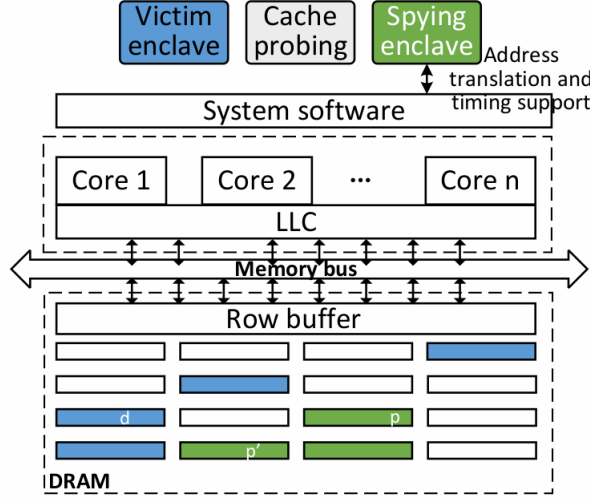 Victim
enclave
Cache
probing
Spying
enclave
Address
translation and
timing support
System software
Core 1
Core 2
...
Core n
LLC
Memory bus
Row buffer
d
p
p′
DRAM